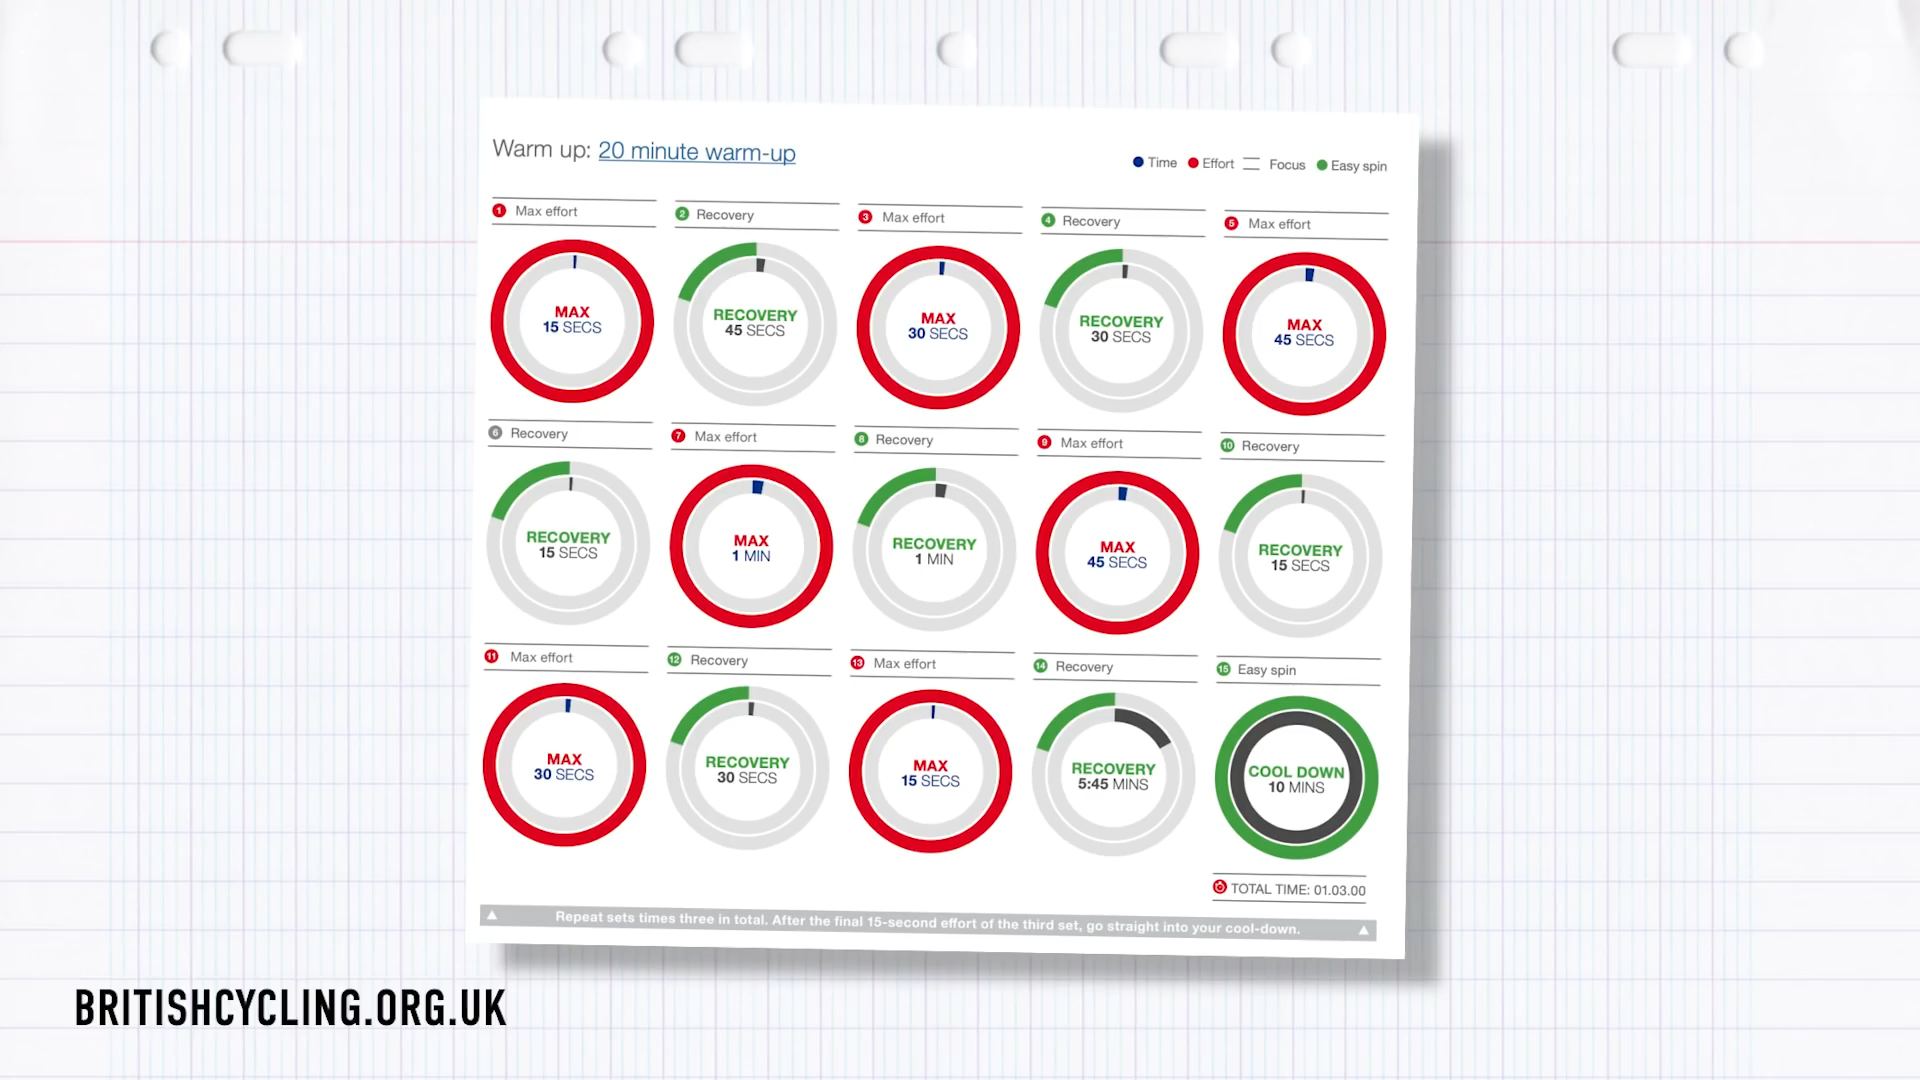 Warm up: 20 minute warm-up
Time Effort Focus Easy spin
1 Max effort
2 Recovery
3 Max effort
4 Recovery
5 Max effort
MAX
15 SECS
RECOVERY
45 SECS
MAX
30 SECS
RECOVERY
30 SECS
MAX
45 SECS
6 Recovery
7 Max effort
8 Recovery
9 Max effort
10 Recovery
RECOVERY
15 SECS
MAX
1 MIN
RECOVERY
1 MIN
MAX
45 SECS
RECOVERY
15 SECS
11 Max effort
12 Recovery
13 Max effort
14 Recovery
15 Easy spin
MAX
30 SECS
RECOVERY
30 SECS
MAX
15 SECS
RECOVERY
5:45 MINS
COOL DOWN
10 MINS
TOTAL TIME: 01.03.00
Repeat sets times three in total. After the final 15-second effort of the third set, go straight into your cool-down.
BRITISHCYCLING.ORG.UK